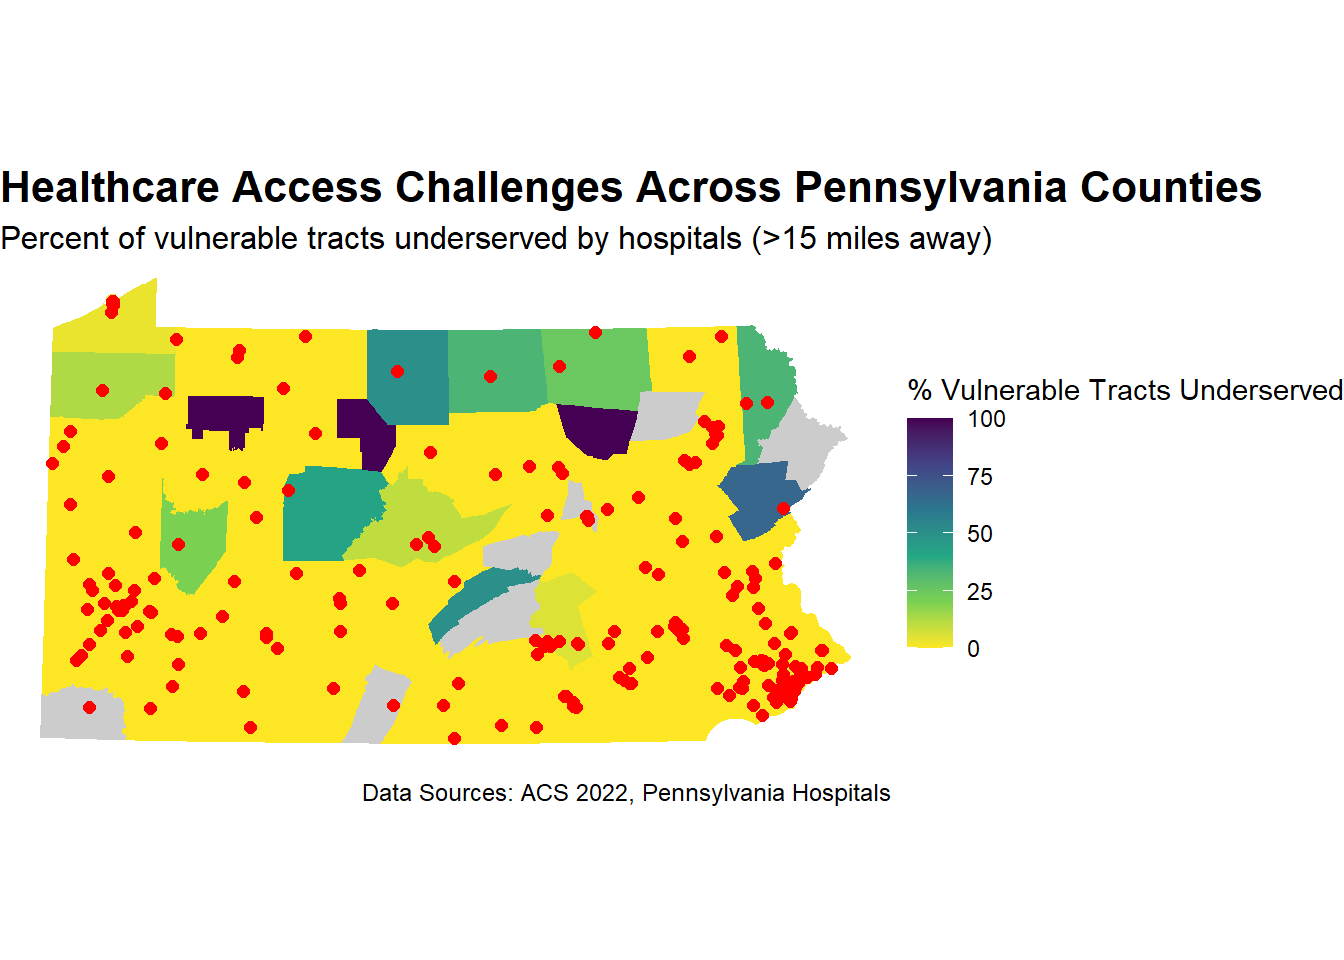 Healthcare Access Challenges Across Pennsylvania Counties
Percent of vulnerable tracts underserved by hospitals (>15 miles away)
% Vulnerable Tracts Underserved
100
75
50
25
0
Data Sources: ACS 2022, Pennsylvania Hospitals